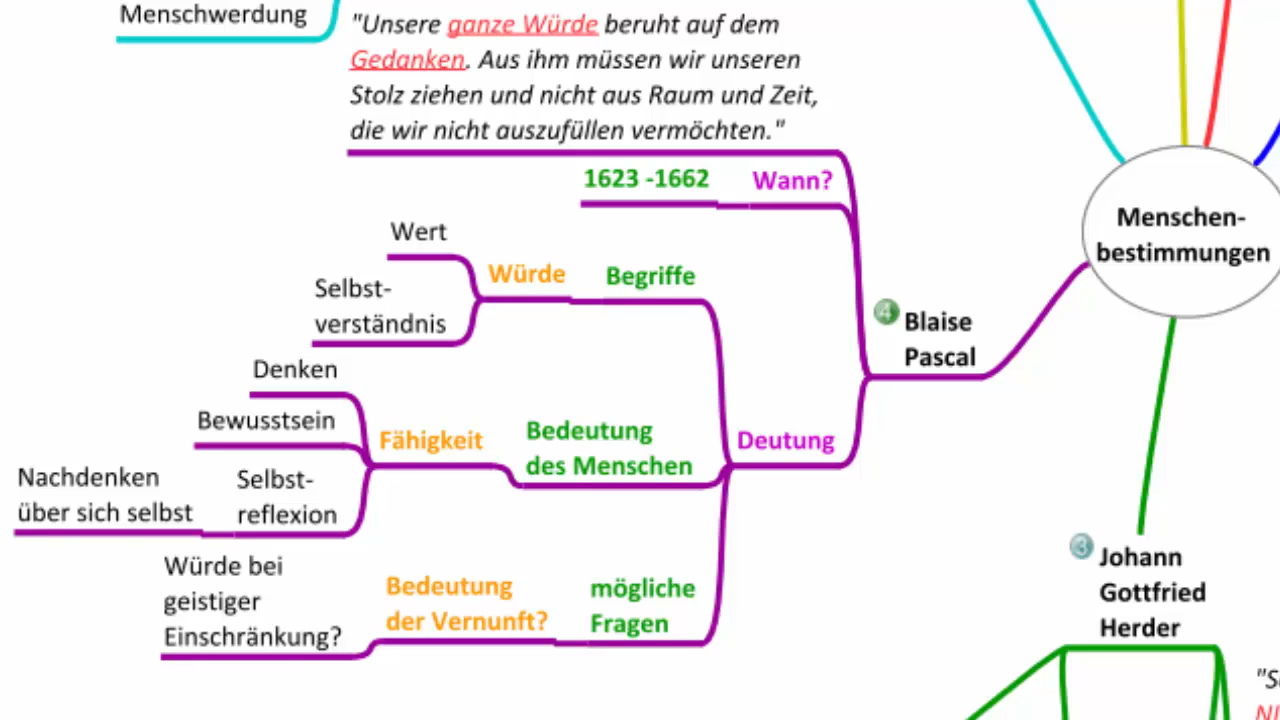 Menschwerdung
"Unsere ganze Würde beruht auf dem
Gedanken. Aus ihm müssen wir unseren
Stolz ziehen und nicht aus Raum und Zeit,
die wir nicht auszufüllen vermöchten."
1623 -1662
Wann?
Wert
Selbst-
verständnis
Würde
Begriffe
Denken
Bewusstsein
Nachdenken
über sich selbst
Selbst-
reflexion
Fähigkeit
Bedeutung
des Menschen
Deutung
Würde bei
geistiger
Einschränkung?
Bedeutung
der Vernunft?
mögliche
Fragen
4
Blaise
Pascal
Menschen-
bestimmungen
3
Johann
Gottfried
Herder